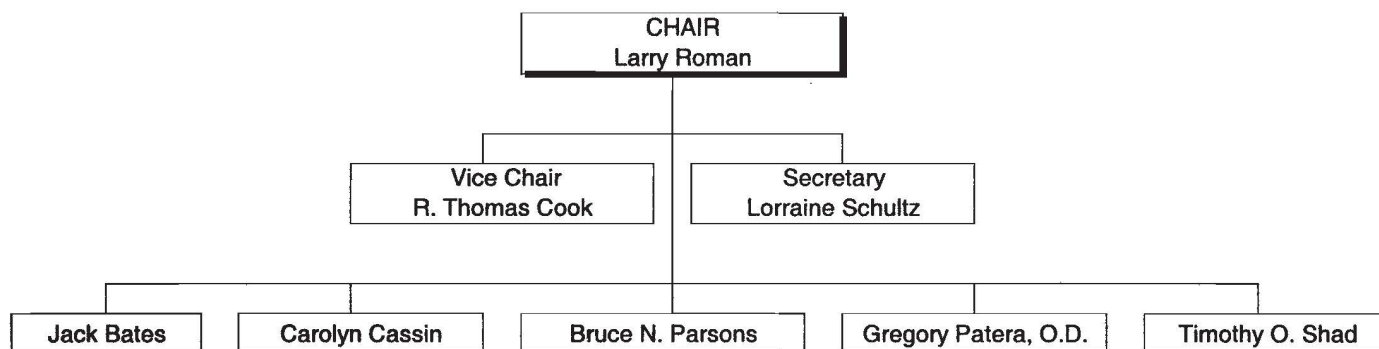 CHAIR
Larry Roman
Vice Chair
R. Thomas Cook
Secretary
Lorraine Schultz
Jack Bates
Carolyn Cassin
Bruce N. Parsons
Gregory Patera, O.D.
Timothy O. Shad